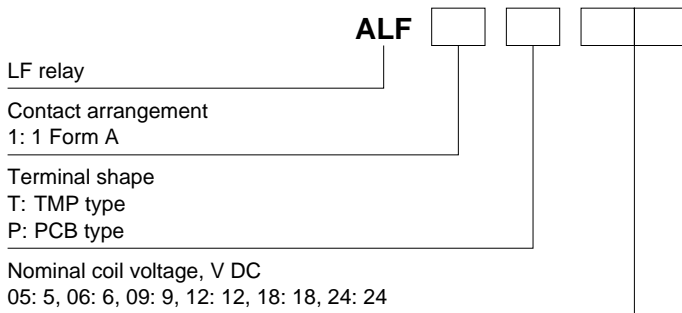 ALF
LF relay
Contact arrangement
1: 1 Form A
Terminal shape
T: TMP type
P: PCB type
Nominal coil voltage, V DC
05: 5, 06: 6, 09: 9, 12: 12, 18: 18, 24: 24